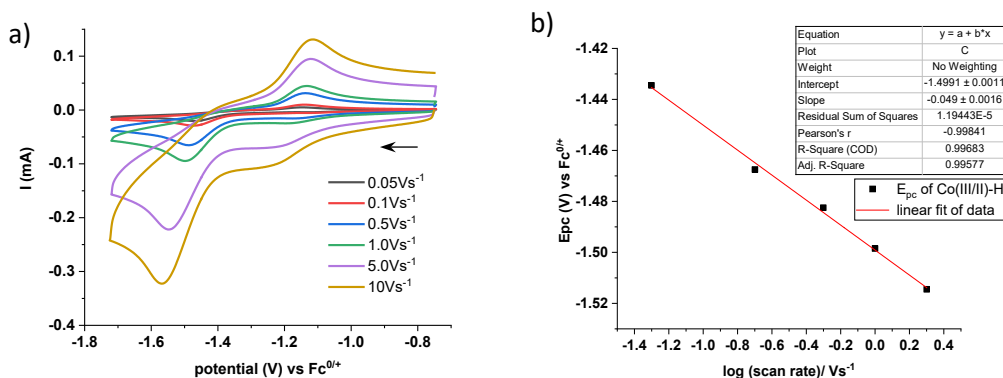 a)
0.1
0.0
-0.1
-0.2
-0.3
-0.4
I (mA)
0.05Vs⁻¹
0.1Vs⁻¹
0.5Vs⁻¹
1.0Vs⁻¹
5.0Vs⁻¹
10Vs⁻¹
-1.8 -1.6 -1.4 -1.2 -1.0 -0.8
potential (V) vs Fc⁰/⁺
b)
-1.42
-1.44
-1.46
-1.48
-1.50
-1.52
Epc (V) vs Fc⁰/⁺
Equation y = a + b*x
Plot C
Weight No Weighting
Intercept -1.4991 ± 0.0011
Slope -0.049 ± 0.0016
Residual Sum of Squares 1.19443E-5
Pearson's r -0.99841
R-Square (COD) 0.99683
Adj. R-Square 0.99577
E_pc of Co(III/II)-H
linear fit of data
-1.4 -1.2 -1.0 -0.8 -0.6 -0.4 -0.2 0.0 0.2 0.4
log (scan rate)/ Vs⁻¹